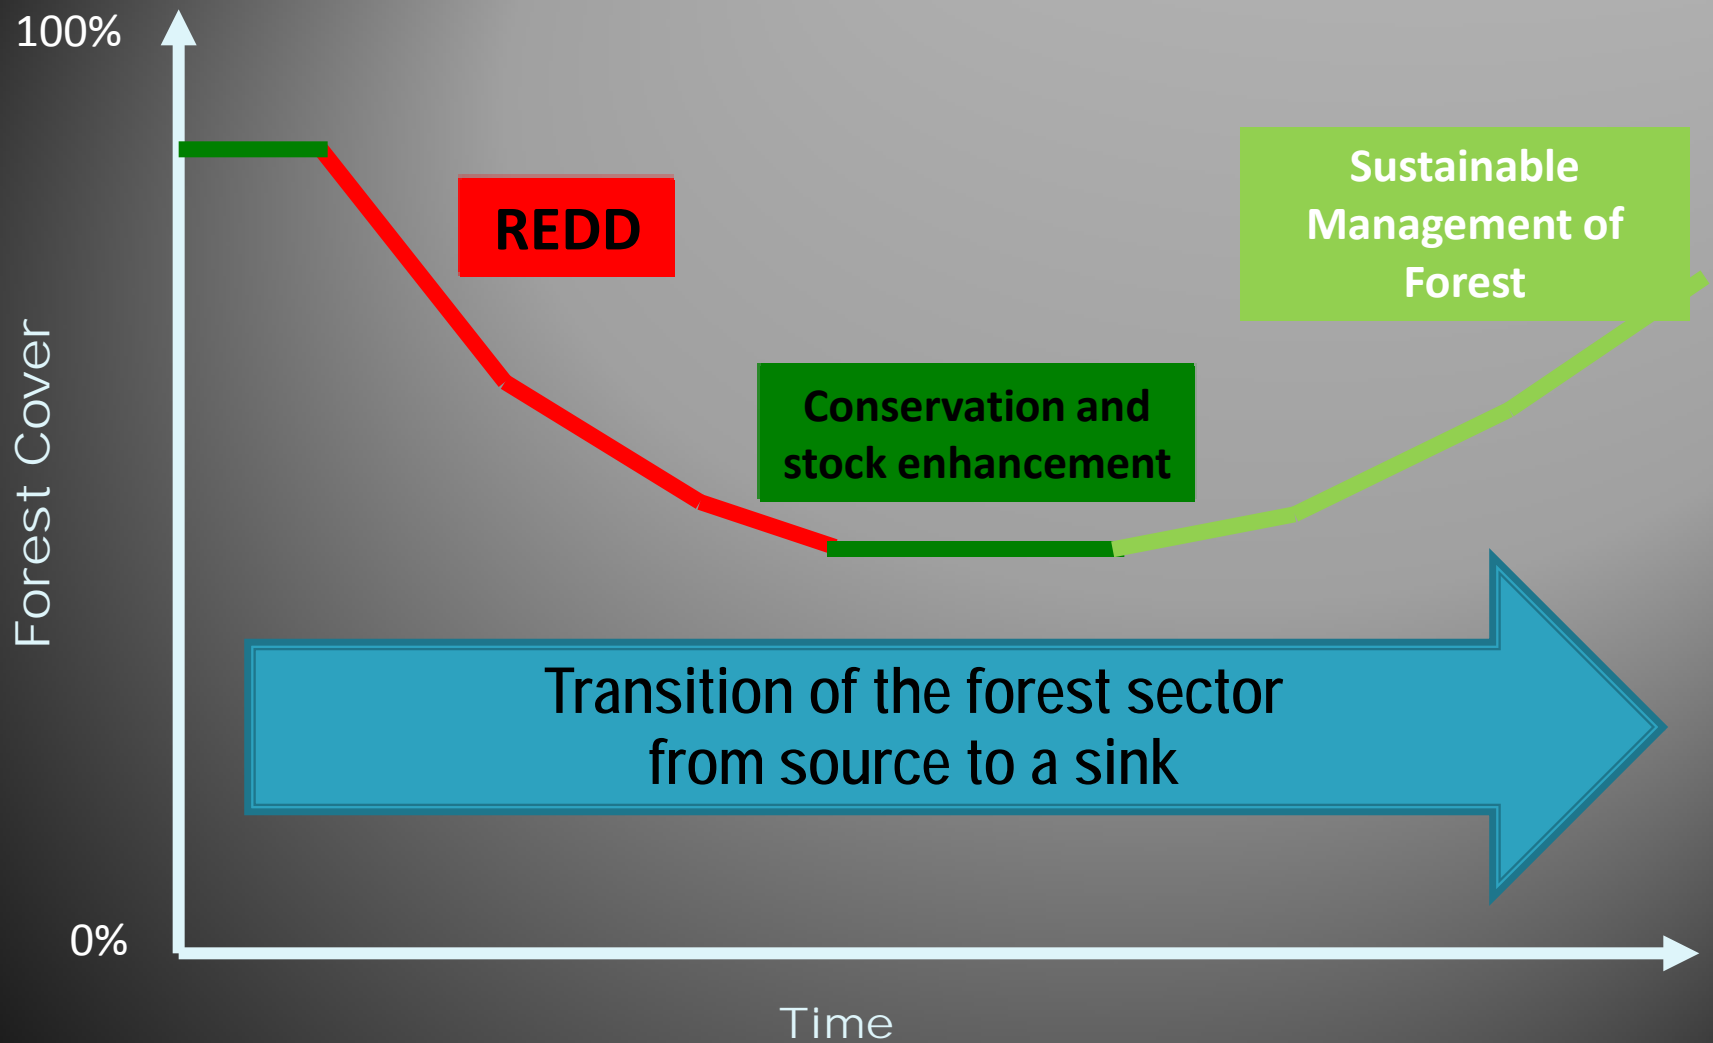 100%
REDD
Sustainable
Management of
Forest
Conservation and
stock enhancement
Forest Cover
Transition of the forest sector
from source to a sink
0%
Time